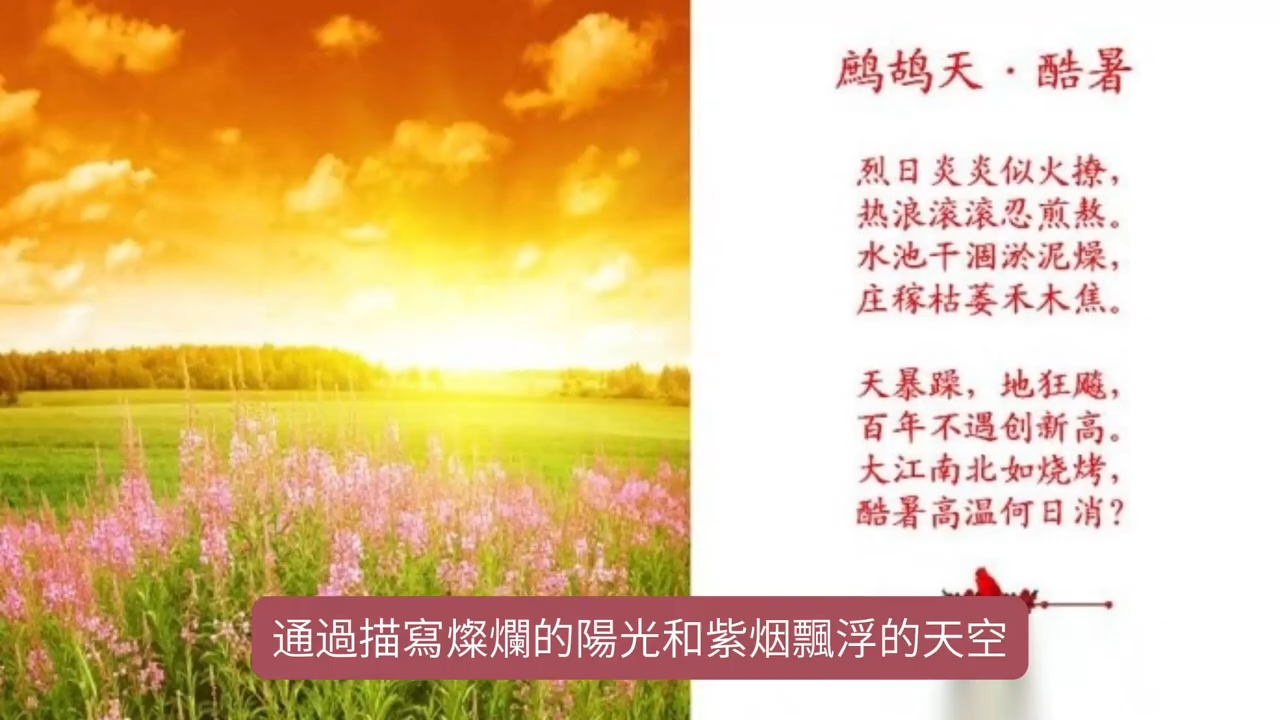 鹧鸪天·酷暑
烈日炎炎似火撩，
热浪滚滚忍煎熬。
水池干涸淤泥燥，
庄稼枯萎禾木焦。
天暴躁，地狂飚，
百年不遇创新高。
大江南北如烧烤，
酷暑高温何日消？
通過描寫燦爛的陽光和紫烟飄浮的天空